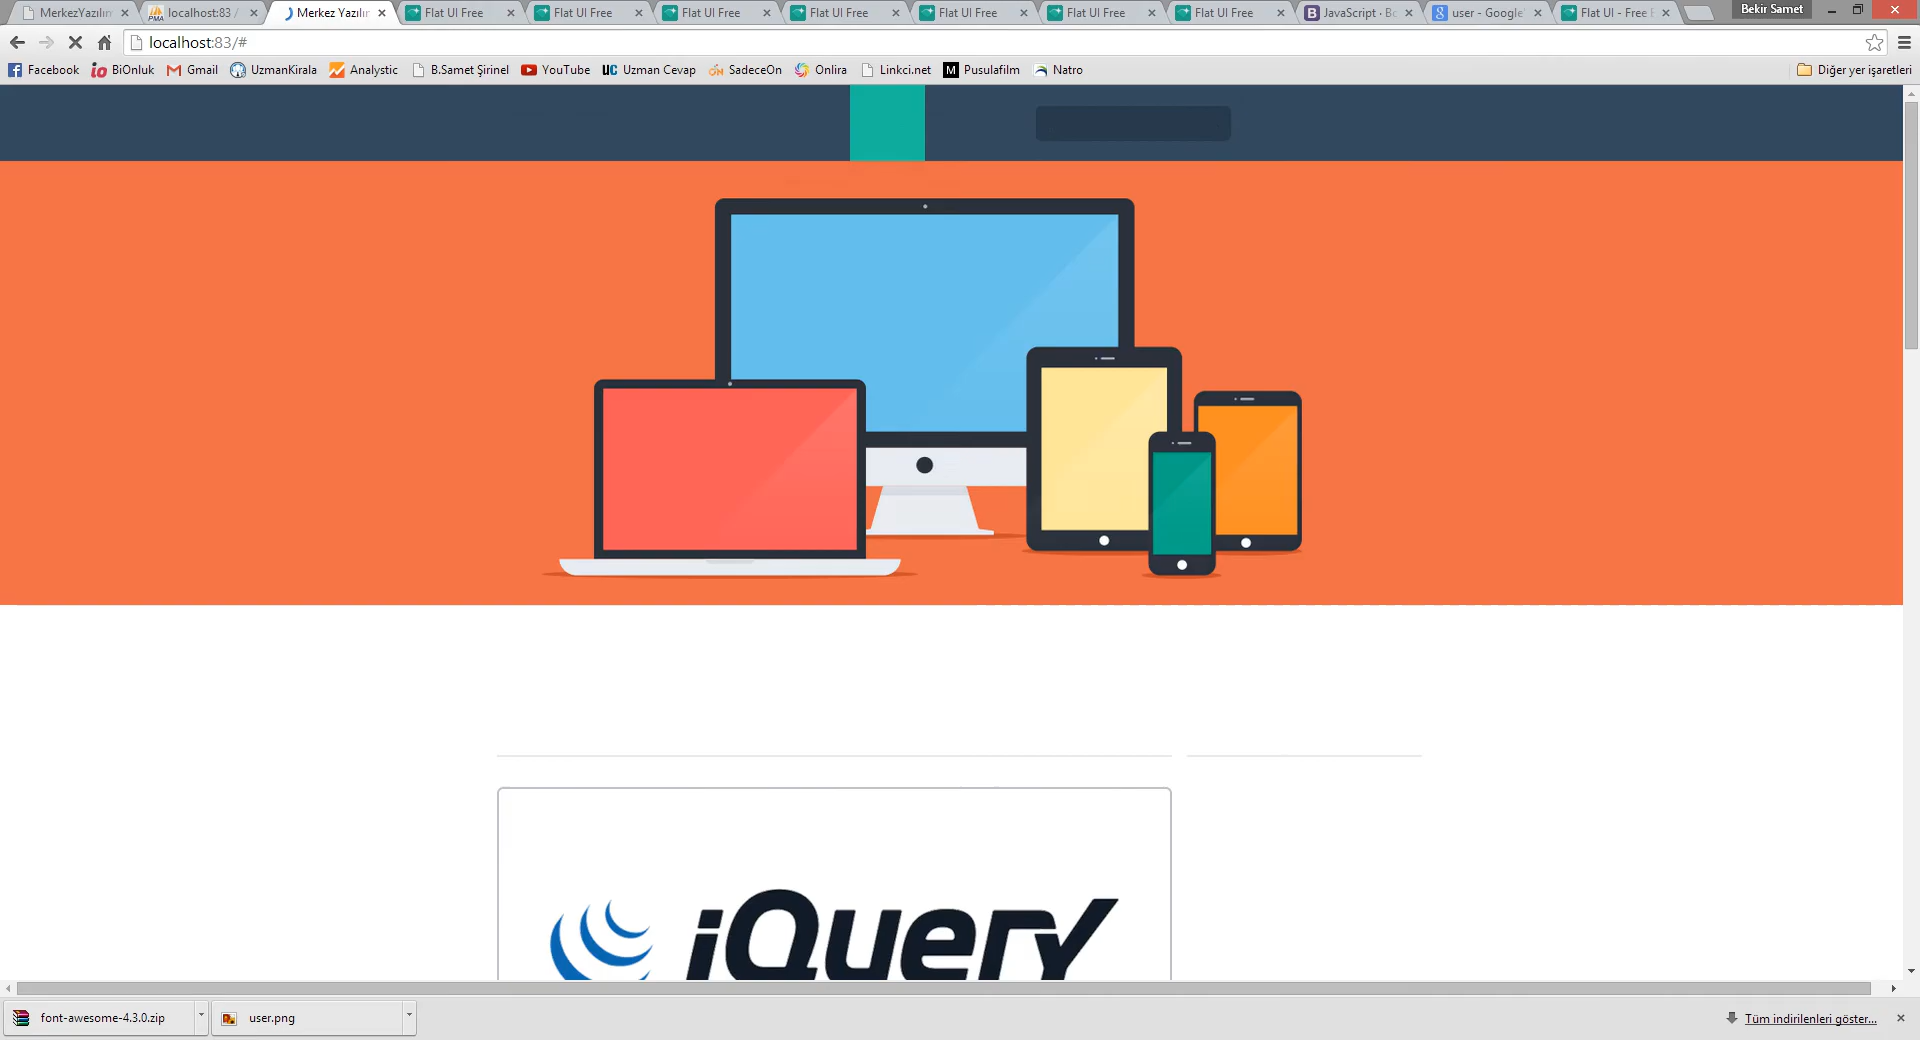 MerkezYazılım
localhost:83 /
Merkez Yazılım
Flat UI Free
Flat UI Free
Flat UI Free
Flat UI Free
Flat UI Free
Flat UI Free
Flat UI Free
JavaScript · Bo
user - Google'
Flat UI - Free B
Bekir Samet
localhost:83/#
Facebook
BiOnluk
Gmail
UzmanKirala
Analystic
B.Samet Şirinel
YouTube
UC Uzman Cevap
SadeceOn
Onlira
Linkci.net
M Pusulafilm
Natro
Diğer yer işaretleri
jQuery
font-awesome-4.3.0.zip
user.png
Tüm indirilenleri göster...